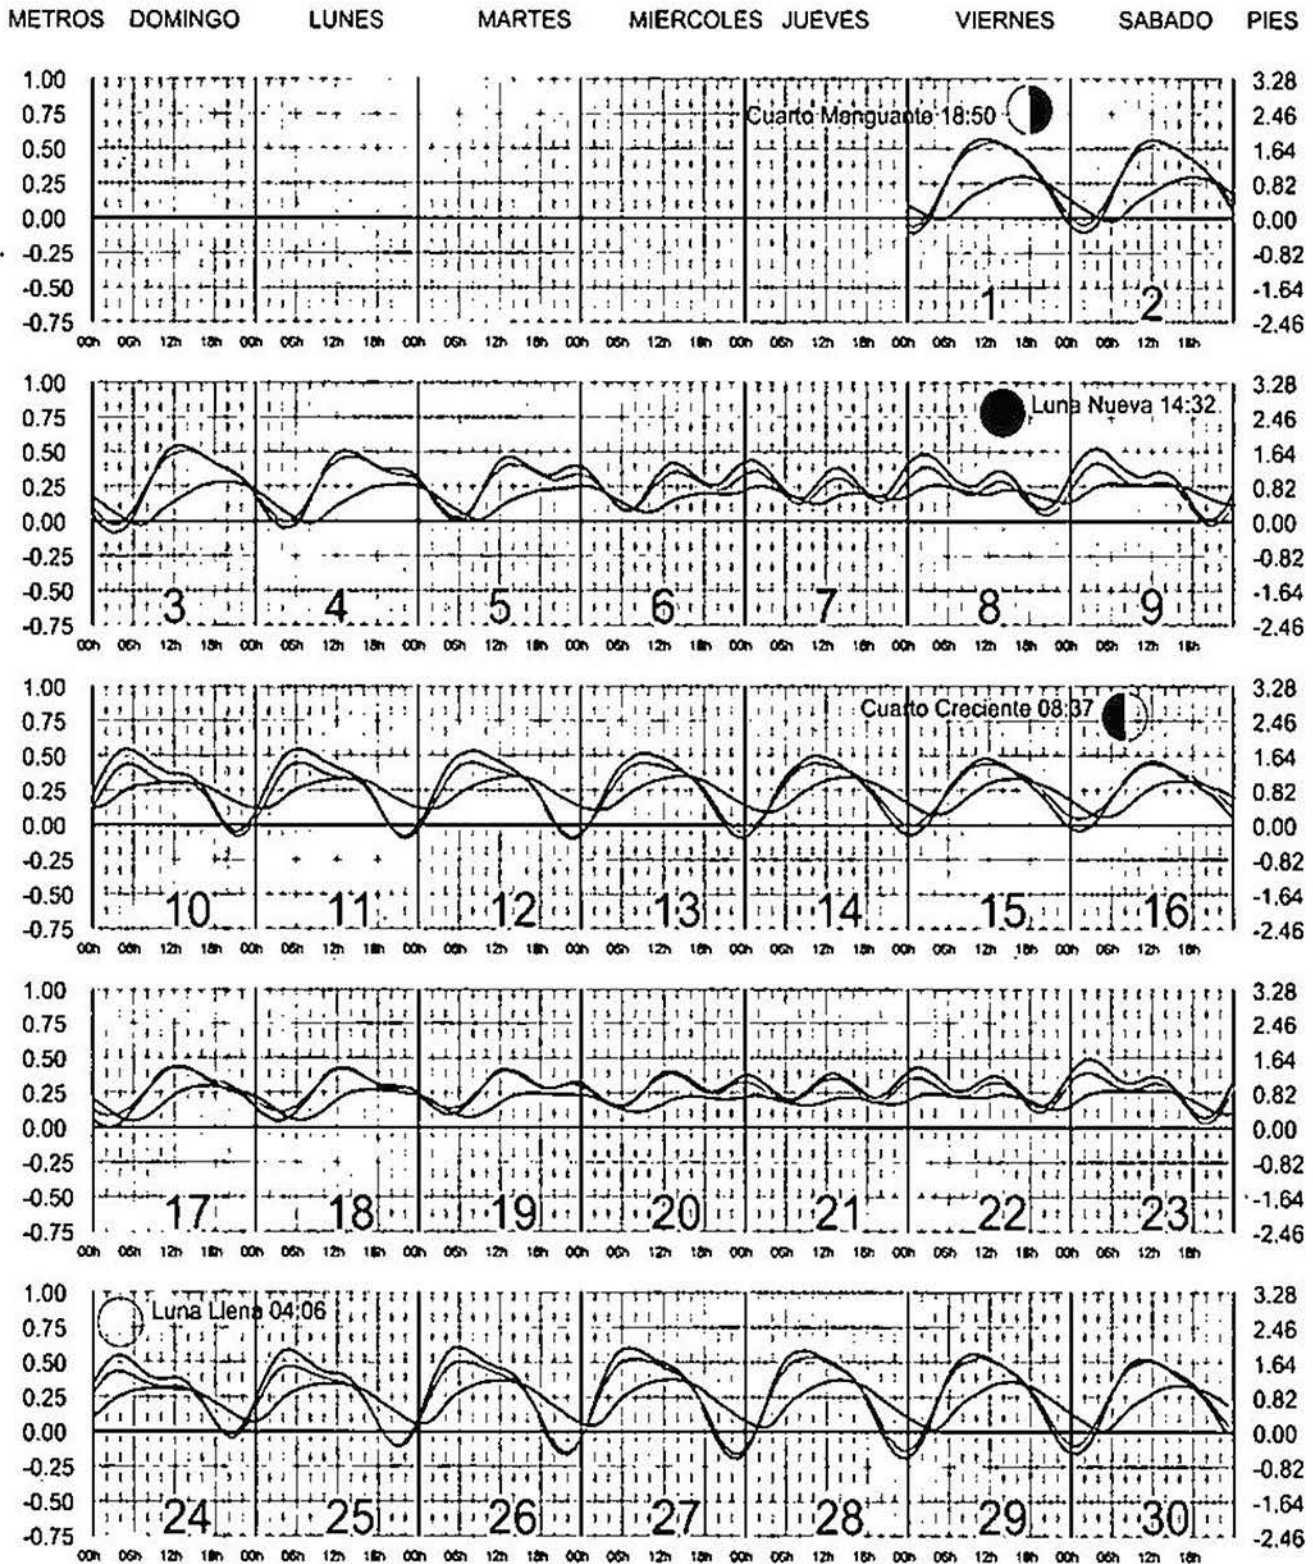 METROS DOMINGO LUNES MARTES MIERCOLES JUEVES VIERNES SABADO PIES
1.00 3.28
0.75 Cuarto Menguante 18:50 2.46
0.50 1.64
0.25 0.82
0.00 0.00
-0.25 -0.82
-0.50 1 2 -1.64
-0.75 -2.46
00h 06h 12h 18h 00h 06h 12h 18h 00h 06h 12h 18h 00h 06h 12h 18h 00h 06h 12h 18h 00h 06h 12h 18h 00h 06h 12h 18h
1.00 3.28
0.75 Luna Nueva 14:32 2.46
0.50 1.64
0.25 0.82
0.00 0.00
-0.25 -0.82
-0.50 3 4 5 6 7 8 9 -1.64
-0.75 -2.46
00h 06h 12h 18h 00h 06h 12h 18h 00h 06h 12h 18h 00h 06h 12h 18h 00h 06h 12h 18h 00h 06h 12h 18h 00h 06h 12h 18h
1.00 3.28
0.75 Cuarto Creciente 08:37 2.46
0.50 1.64
0.25 0.82
0.00 0.00
-0.25 -0.82
-0.50 10 11 12 13 14 15 16 -1.64
-0.75 -2.46
00h 06h 12h 18h 00h 06h 12h 18h 00h 06h 12h 18h 00h 06h 12h 18h 00h 06h 12h 18h 00h 06h 12h 18h 00h 06h 12h 18h
1.00 3.28
0.75 2.46
0.50 1.64
0.25 0.82
0.00 0.00
-0.25 -0.82
-0.50 17 18 19 20 21 22 23 -1.64
-0.75 -2.46
00h 06h 12h 18h 00h 06h 12h 18h 00h 06h 12h 18h 00h 06h 12h 18h 00h 06h 12h 18h 00h 06h 12h 18h 00h 06h 12h 18h
1.00 Luna Llena 04:06 3.28
0.75 2.46
0.50 1.64
0.25 0.82
0.00 0.00
-0.25 -0.82
-0.50 24 25 26 27 28 29 30 -1.64
-0.75 -2.46
00h 06h 12h 18h 00h 06h 12h 18h 00h 06h 12h 18h 00h 06h 12h 18h 00h 06h 12h 18h 00h 06h 12h 18h 00h 06h 12h 18h